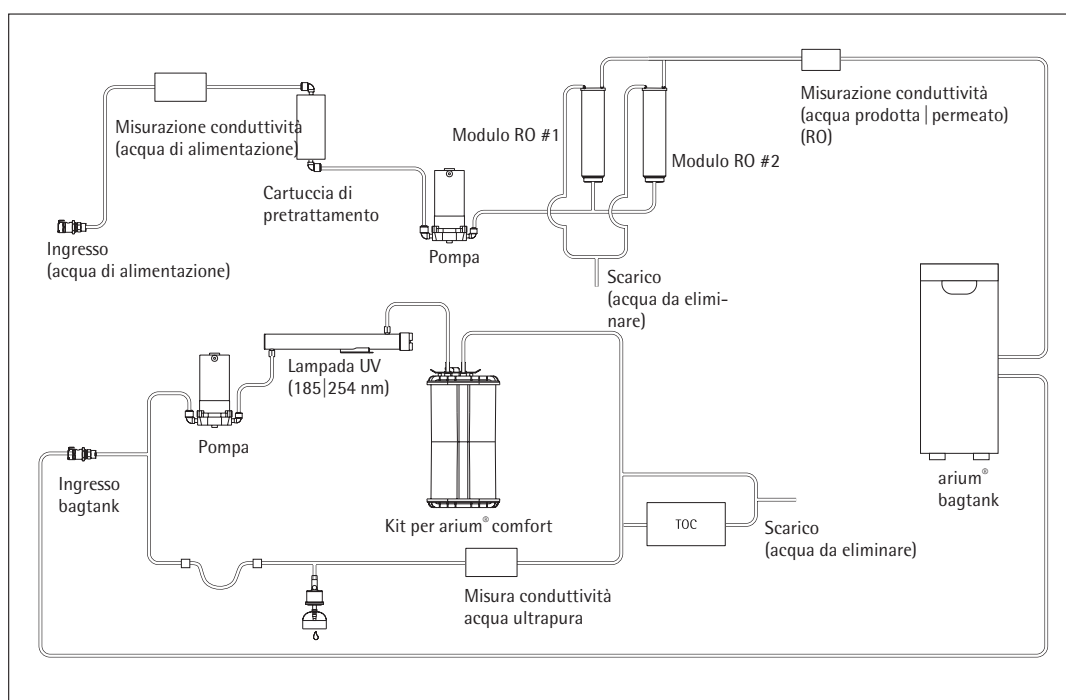 Misurazione conduttività
(acqua di alimentazione)
Cartuccia di
pretrattamento
Ingresso
(acqua di alimentazione)
Pompa
Modulo RO #1
Modulo RO #2
Misurazione conduttività
(acqua prodotta | permeato)
(RO)
Scarico
(acqua da elimi-
nare)
Lampada UV
(185|254 nm)
Pompa
Ingresso
bagtank
Kit per arium® comfort
TOC
Scarico
(acqua da eliminare)
arium®
bagtank
Misura conduttività
acqua ultrapura